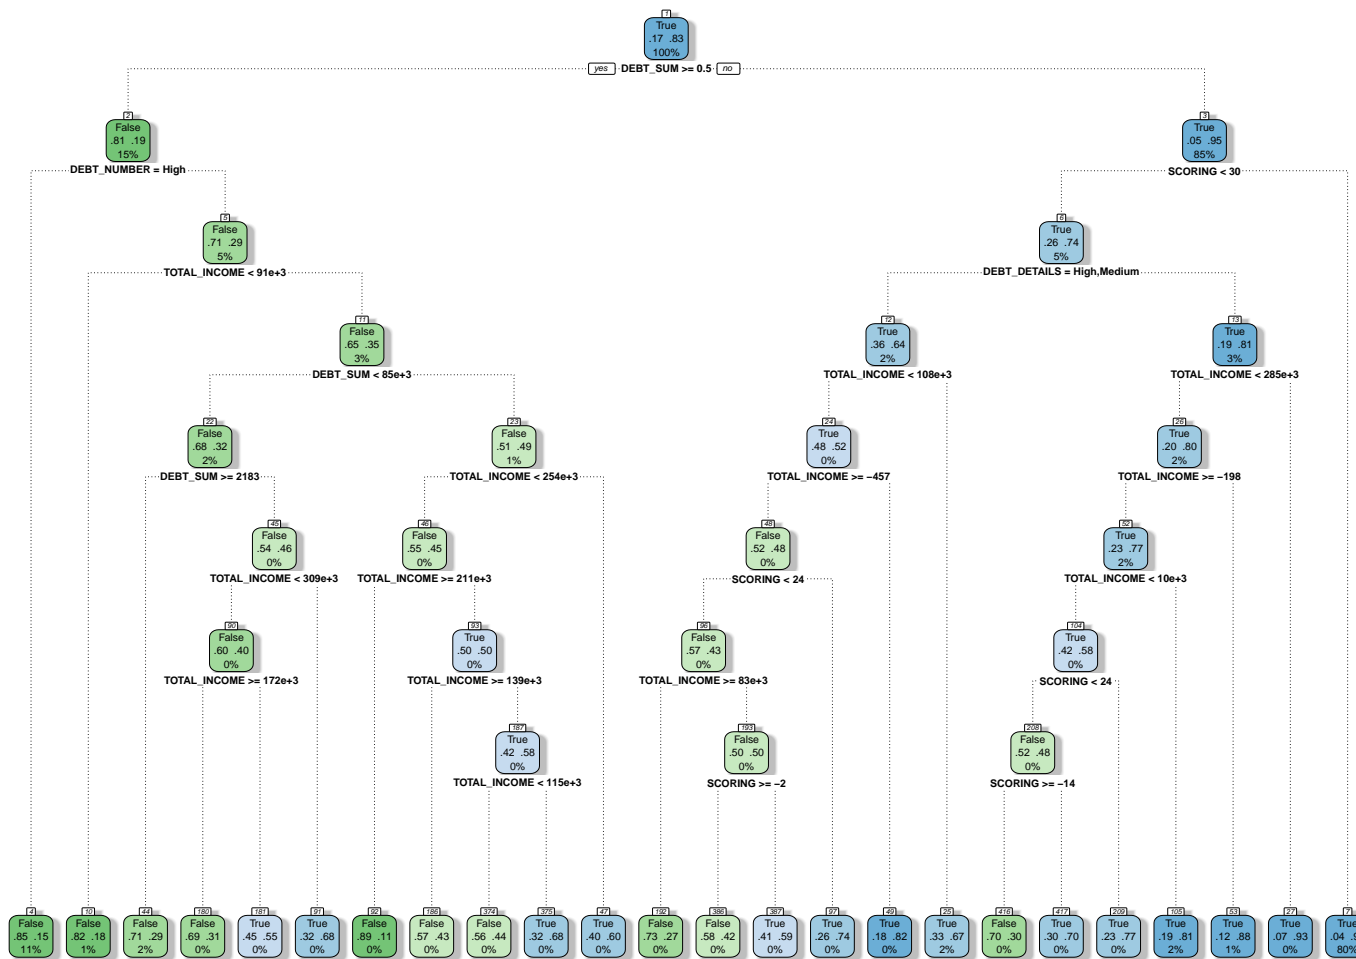 1
True
.17 .83
100%
yes DEBT_SUM >= 0.5 no
2
False
.81 .19
15%
DEBT_NUMBER = High
3
True
.05 .95
85%
SCORING < 30
5
False
.71 .29
5%
TOTAL_INCOME < 91e+3
6
True
.26 .74
5%
DEBT_DETAILS = High,Medium
11
False
.65 .35
3%
DEBT_SUM < 85e+3
12
True
.36 .64
2%
TOTAL_INCOME < 108e+3
13
True
.19 .81
3%
TOTAL_INCOME < 285e+3
22
False
.68 .32
2%
DEBT_SUM >= 2183
23
False
.51 .49
1%
TOTAL_INCOME < 254e+3
24
True
.48 .52
0%
TOTAL_INCOME >= −457
26
True
.20 .80
2%
TOTAL_INCOME >= −198
45
False
.54 .46
0%
TOTAL_INCOME < 309e+3
46
False
.55 .45
0%
TOTAL_INCOME >= 211e+3
48
False
.52 .48
0%
SCORING < 24
52
True
.23 .77
2%
TOTAL_INCOME < 10e+3
90
False
.60 .40
0%
TOTAL_INCOME >= 172e+3
93
True
.50 .50
0%
TOTAL_INCOME >= 139e+3
96
False
.57 .43
0%
TOTAL_INCOME >= 83e+3
104
True
.42 .58
0%
SCORING < 24
187
True
.42 .58
0%
TOTAL_INCOME < 115e+3
193
False
.50 .50
0%
SCORING >= −2
208
False
.52 .48
0%
SCORING >= −14
4
False
.85 .15
11%
10
False
.82 .18
1%
44
False
.71 .29
2%
180
False
.69 .31
0%
181
True
.45 .55
0%
91
True
.32 .68
0%
92
False
.89 .11
0%
186
False
.57 .43
0%
374
False
.56 .44
0%
375
True
.32 .68
0%
47
True
.40 .60
0%
192
False
.73 .27
0%
386
False
.58 .42
0%
387
True
.41 .59
0%
97
True
.26 .74
0%
49
True
.18 .82
0%
25
True
.33 .67
2%
416
False
.70 .30
0%
417
True
.30 .70
0%
209
True
.23 .77
0%
105
True
.19 .81
2%
53
True
.12 .88
1%
27
True
.07 .93
0%
7
True
.04
80%